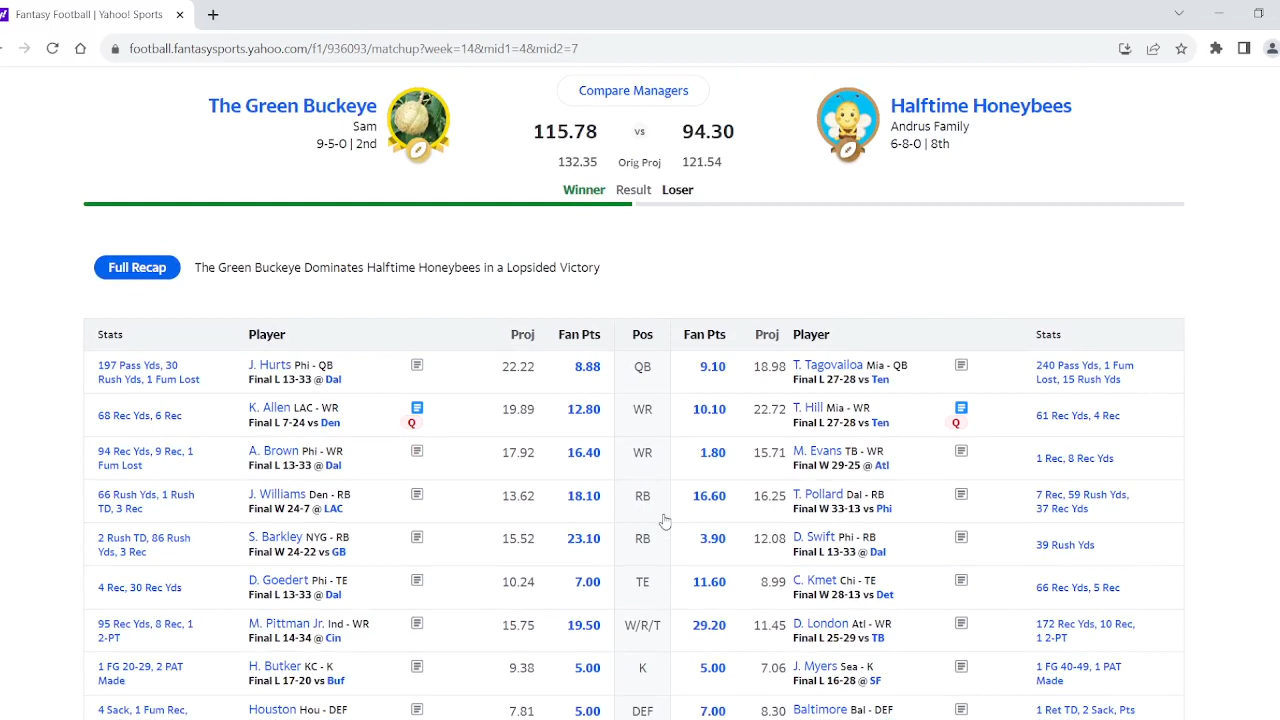 Fantasy Football | Yahoo! Sports
football.fantasysports.yahoo.com/f1/936093/matchup?week=14&mid1=4&mid2=7
Compare Managers
The Green Buckeye
Sam
9-5-0 | 2nd
115.78 vs 94.30
132.35 Orig Proj 121.54
Winner Result Loser
Halftime Honeybees
Andrus Family
6-8-0 | 8th
Full Recap The Green Buckeye Dominates Halftime Honeybees in a Lopsided Victory
Stats Player Proj Fan Pts Pos Fan Pts Proj Player Stats
197 Pass Yds, 30 J. Hurts Phi - QB 22.22 8.88 QB 9.10 18.98 T. Tagovailoa Mia - QB 240 Pass Yds, 1 Fum
Rush Yds, 1 Fum Lost Final L 13-33 @ Dal Final L 27-28 vs Ten Lost, 15 Rush Yds
68 Rec Yds, 6 Rec K. Allen LAC - WR 19.89 12.80 WR 10.10 22.72 T. Hill Mia - WR 61 Rec Yds, 4 Rec
Final L 7-24 vs Den Q Final L 27-28 vs Ten Q
94 Rec Yds, 9 Rec, 1 A. Brown Phi - WR 17.92 16.40 WR 1.80 15.71 M. Evans TB - WR 1 Rec, 8 Rec Yds
Fum Lost Final L 13-33 @ Dal Final W 29-25 @ Atl
66 Rush Yds, 1 Rush J. Williams Den - RB 13.62 18.10 RB 16.60 16.25 T. Pollard Dal - RB 7 Rec, 59 Rush Yds,
TD, 3 Rec Final W 24-7 @ LAC Final W 33-13 vs Phi 37 Rec Yds
2 Rush TD, 86 Rush S. Barkley NYG - RB 15.52 23.10 RB 3.90 12.08 D. Swift Phi - RB 39 Rush Yds
Yds, 3 Rec Final W 24-22 vs GB Final L 13-33 @ Dal
4 Rec, 30 Rec Yds D. Goedert Phi - TE 10.24 7.00 TE 11.60 8.99 C. Kmet Chi - TE 66 Rec Yds, 5 Rec
Final L 13-33 @ Dal Final W 28-13 vs Det
95 Rec Yds, 8 Rec, 1 M. Pittman Jr. Ind - WR 15.75 19.50 W/R/T 29.20 11.45 D. London Atl - WR 172 Rec Yds, 10 Rec,
2-PT Final L 14-34 @ Cin Final L 25-29 vs TB 1 2-PT
1 FG 20-29, 2 PAT H. Butker KC - K 9.38 5.00 K 5.00 7.06 J. Myers Sea - K 1 FG 40-49, 1 PAT
Made Final L 17-20 vs Buf Final L 16-28 @ SF Made
4 Sack, 1 Fum Rec, Houston Hou - DEF 7.81 5.00 DEF 7.00 8.30 Baltimore Bal - DEF 1 Ret TD, 2 Sack, Pts